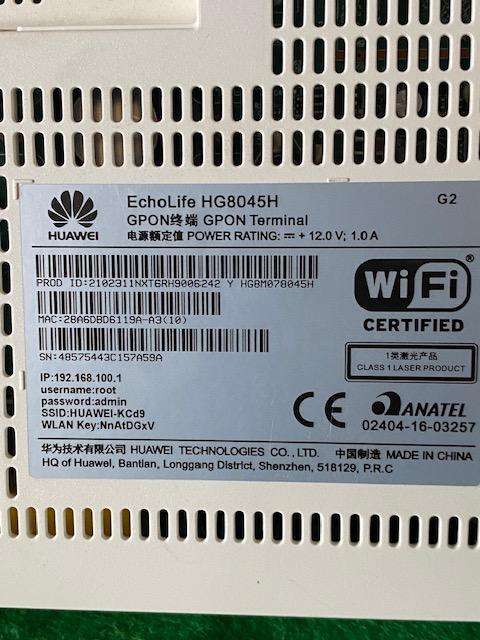 EchoLife HG8045H
G2
GPON终端 GPON Terminal
电源额定值 POWER RATING: ⎓ + 12.0 V; 1.0 A
HUAWEI
PROD ID:2102311NXT6RH9006242 Y HG8M078045H
MAC:28A6DBD6119A-A3(10)
SN:48575443C157A59A
WiFi
CERTIFIED
1类激光产品
CLASS 1 LASER PRODUCT
IP:192.168.100.1
username:root
password:admin
SSID:HUAWEI-KCd9
WLAN Key:NnAtDGxV
CE
ANATEL
02404-16-03257
华为技术有限公司 HUAWEI TECHNOLOGIES CO., LTD. 中国制造 MADE IN CHINA
HQ of Huawei, Bantian, Longgang District, Shenzhen, 518129, P.R.C